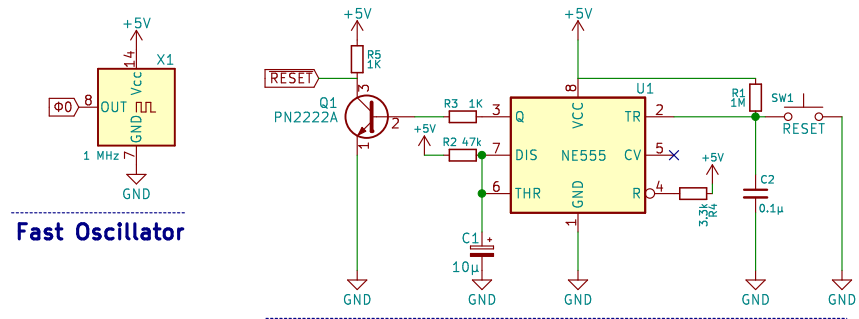 +5V
14
X1
Vcc
Φ0
8
OUT
GND
7
1 MHz
GND
Fast Oscillator
+5V
R5
1K
RESET
3
Q1
PN2222A
2
1
GND
R3 1K
+5V
R2 47k
C1
+
10µ
GND
+5V
8
U1
VCC
3
Q
TR
2
7
DIS
NE555
CV
5
6
THR
GND
R
4
1
GND
+5V
3.3k
R4
R1
1M
SW1
RESET
C2
0.1µ
GND
GND